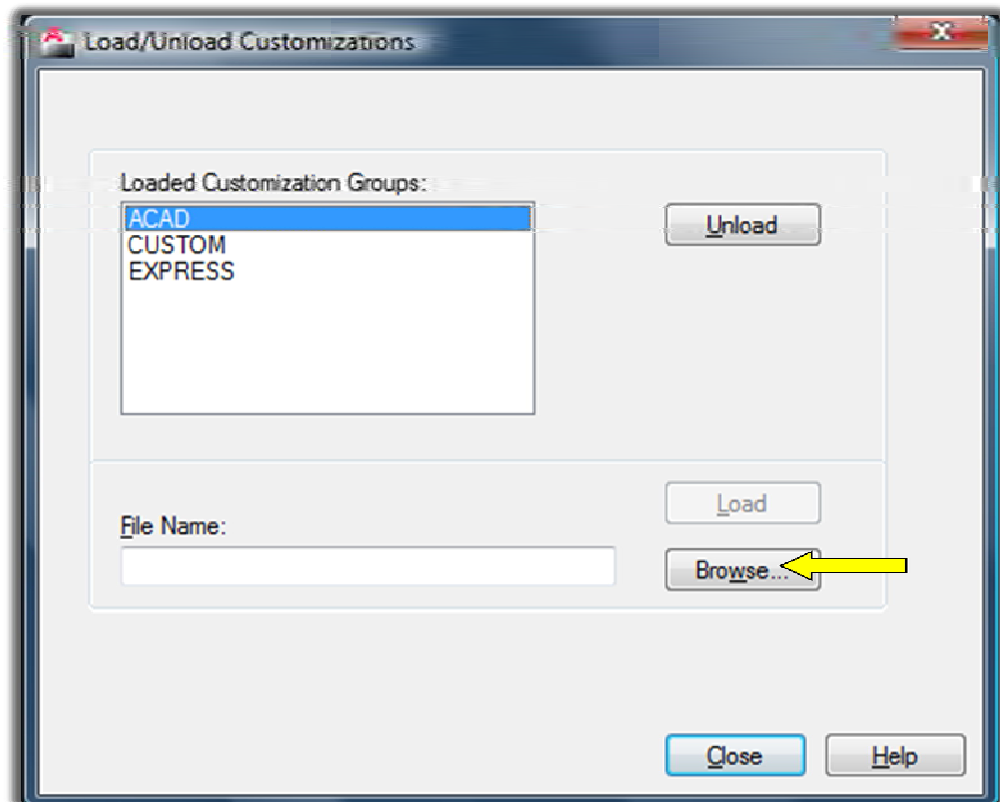 Load/Unload Customizations
Loaded Customization Groups:
ACAD
CUSTOM
EXPRESS
Unload
Load
File Name:
Browse...
Close
Help